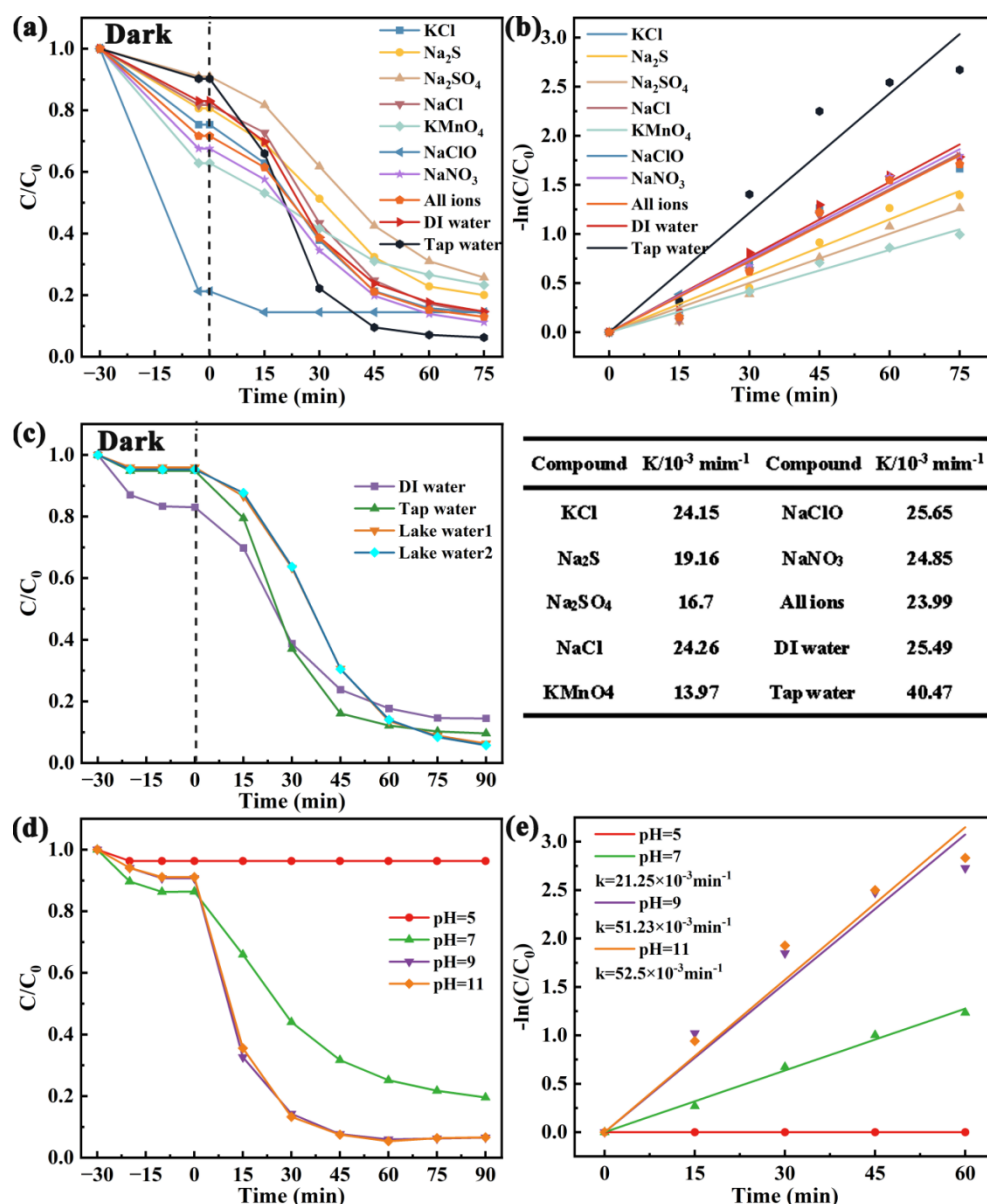 (a)
Dark
KCl
Na₂S
Na₂SO₄
NaCl
KMnO₄
NaClO
NaNO₃
All ions
DI water
Tap water
C/C₀
1.0
0.8
0.6
0.4
0.2
0.0
−30
−15
0
15
30
45
60
75
Time (min)
(b)
KCl
Na₂S
Na₂SO₄
NaCl
KMnO₄
NaClO
NaNO₃
All ions
DI water
Tap water
-ln(C/C₀)
3.0
2.5
2.0
1.5
1.0
0.5
0.0
0
15
30
45
60
75
Time (min)
(c)
Dark
DI water
Tap water
Lake water1
Lake water2
C/C₀
1.0
0.8
0.6
0.4
0.2
0.0
−30
−15
0
15
30
45
60
75
90
Time (min)
Compound K/10⁻³ mim⁻¹ Compound K/10⁻³ mim⁻¹
KCl 24.15 NaClO 25.65
Na₂S 19.16 NaNO₃ 24.85
Na₂SO₄ 16.7 All ions 23.99
NaCl 24.26 DI water 25.49
KMnO4 13.97 Tap water 40.47
(d)
pH=5
pH=7
pH=9
pH=11
C/C₀
1.0
0.8
0.6
0.4
0.2
0.0
−30
−15
0
15
30
45
60
75
90
Time (min)
(e)
pH=5
pH=7
k=21.25×10⁻³min⁻¹
pH=9
k=51.23×10⁻³min⁻¹
pH=11
k=52.5×10⁻³min⁻¹
-ln(C/C₀)
3.0
2.5
2.0
1.5
1.0
0.5
0.0
0
15
30
45
60
Time (min)